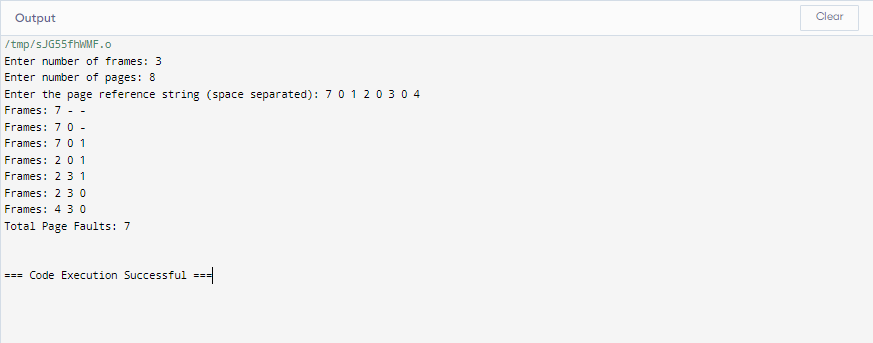 Output
Clear
/tmp/sJG55fhWMF.o
Enter number of frames: 3
Enter number of pages: 8
Enter the page reference string (space separated): 7 0 1 2 0 3 0 4
Frames: 7 - -
Frames: 7 0 -
Frames: 7 0 1
Frames: 2 0 1
Frames: 2 3 1
Frames: 2 3 0
Frames: 4 3 0
Total Page Faults: 7
=== Code Execution Successful ===